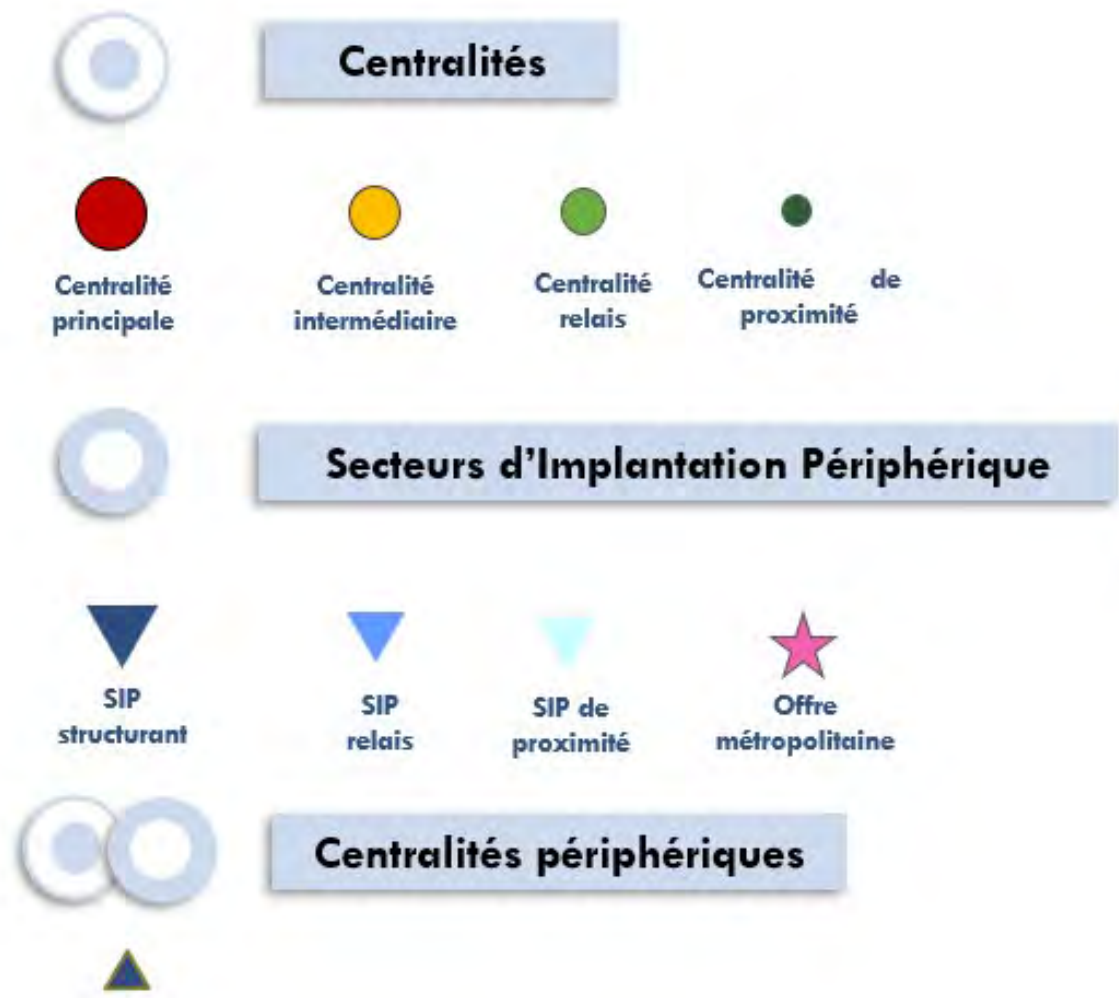 Centralités
Centralité principale
Centralité intermédiaire
Centralité relais
Centralité de proximité
Secteurs d'Implantation Périphérique
SIP structurant
SIP relais
SIP de proximité
Offre métropolitaine
Centralités périphériques